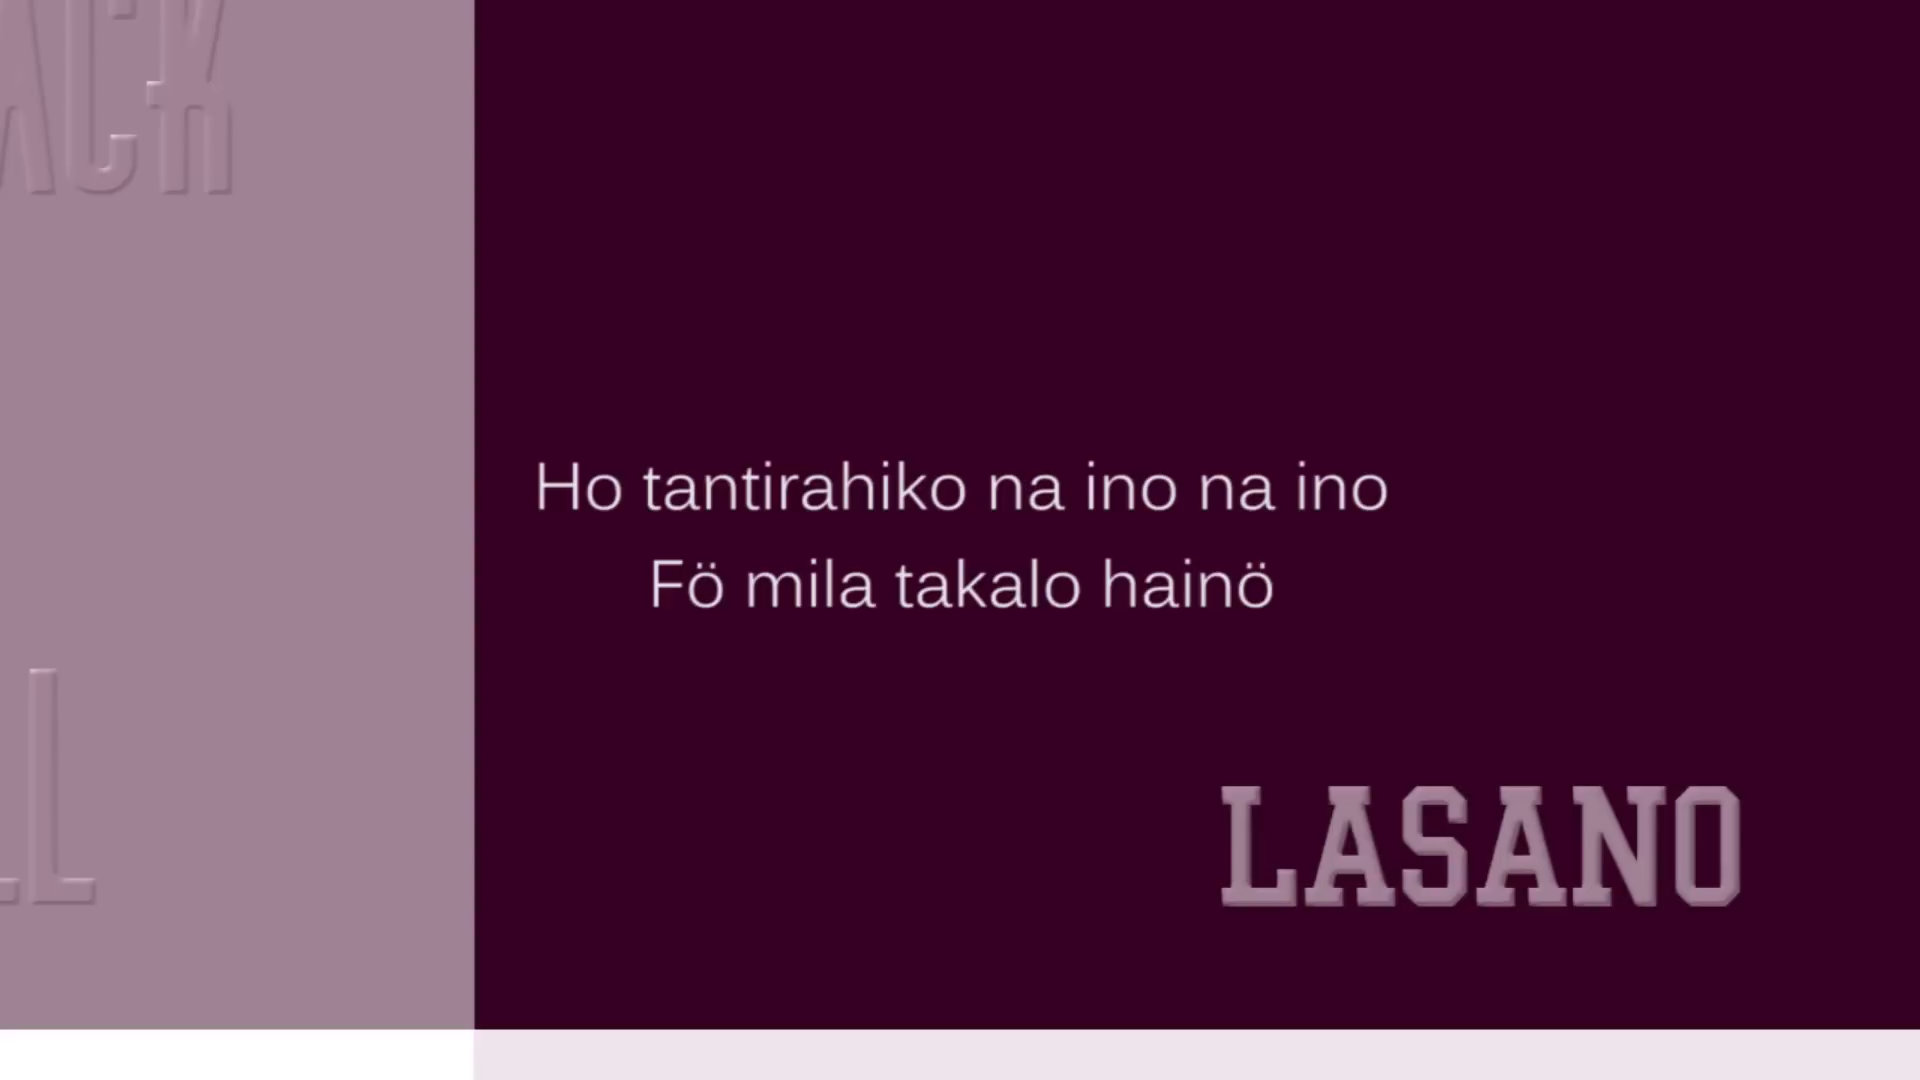 Ho tantirahiko na ino na ino
Fö mila takalo hainö
LASANO